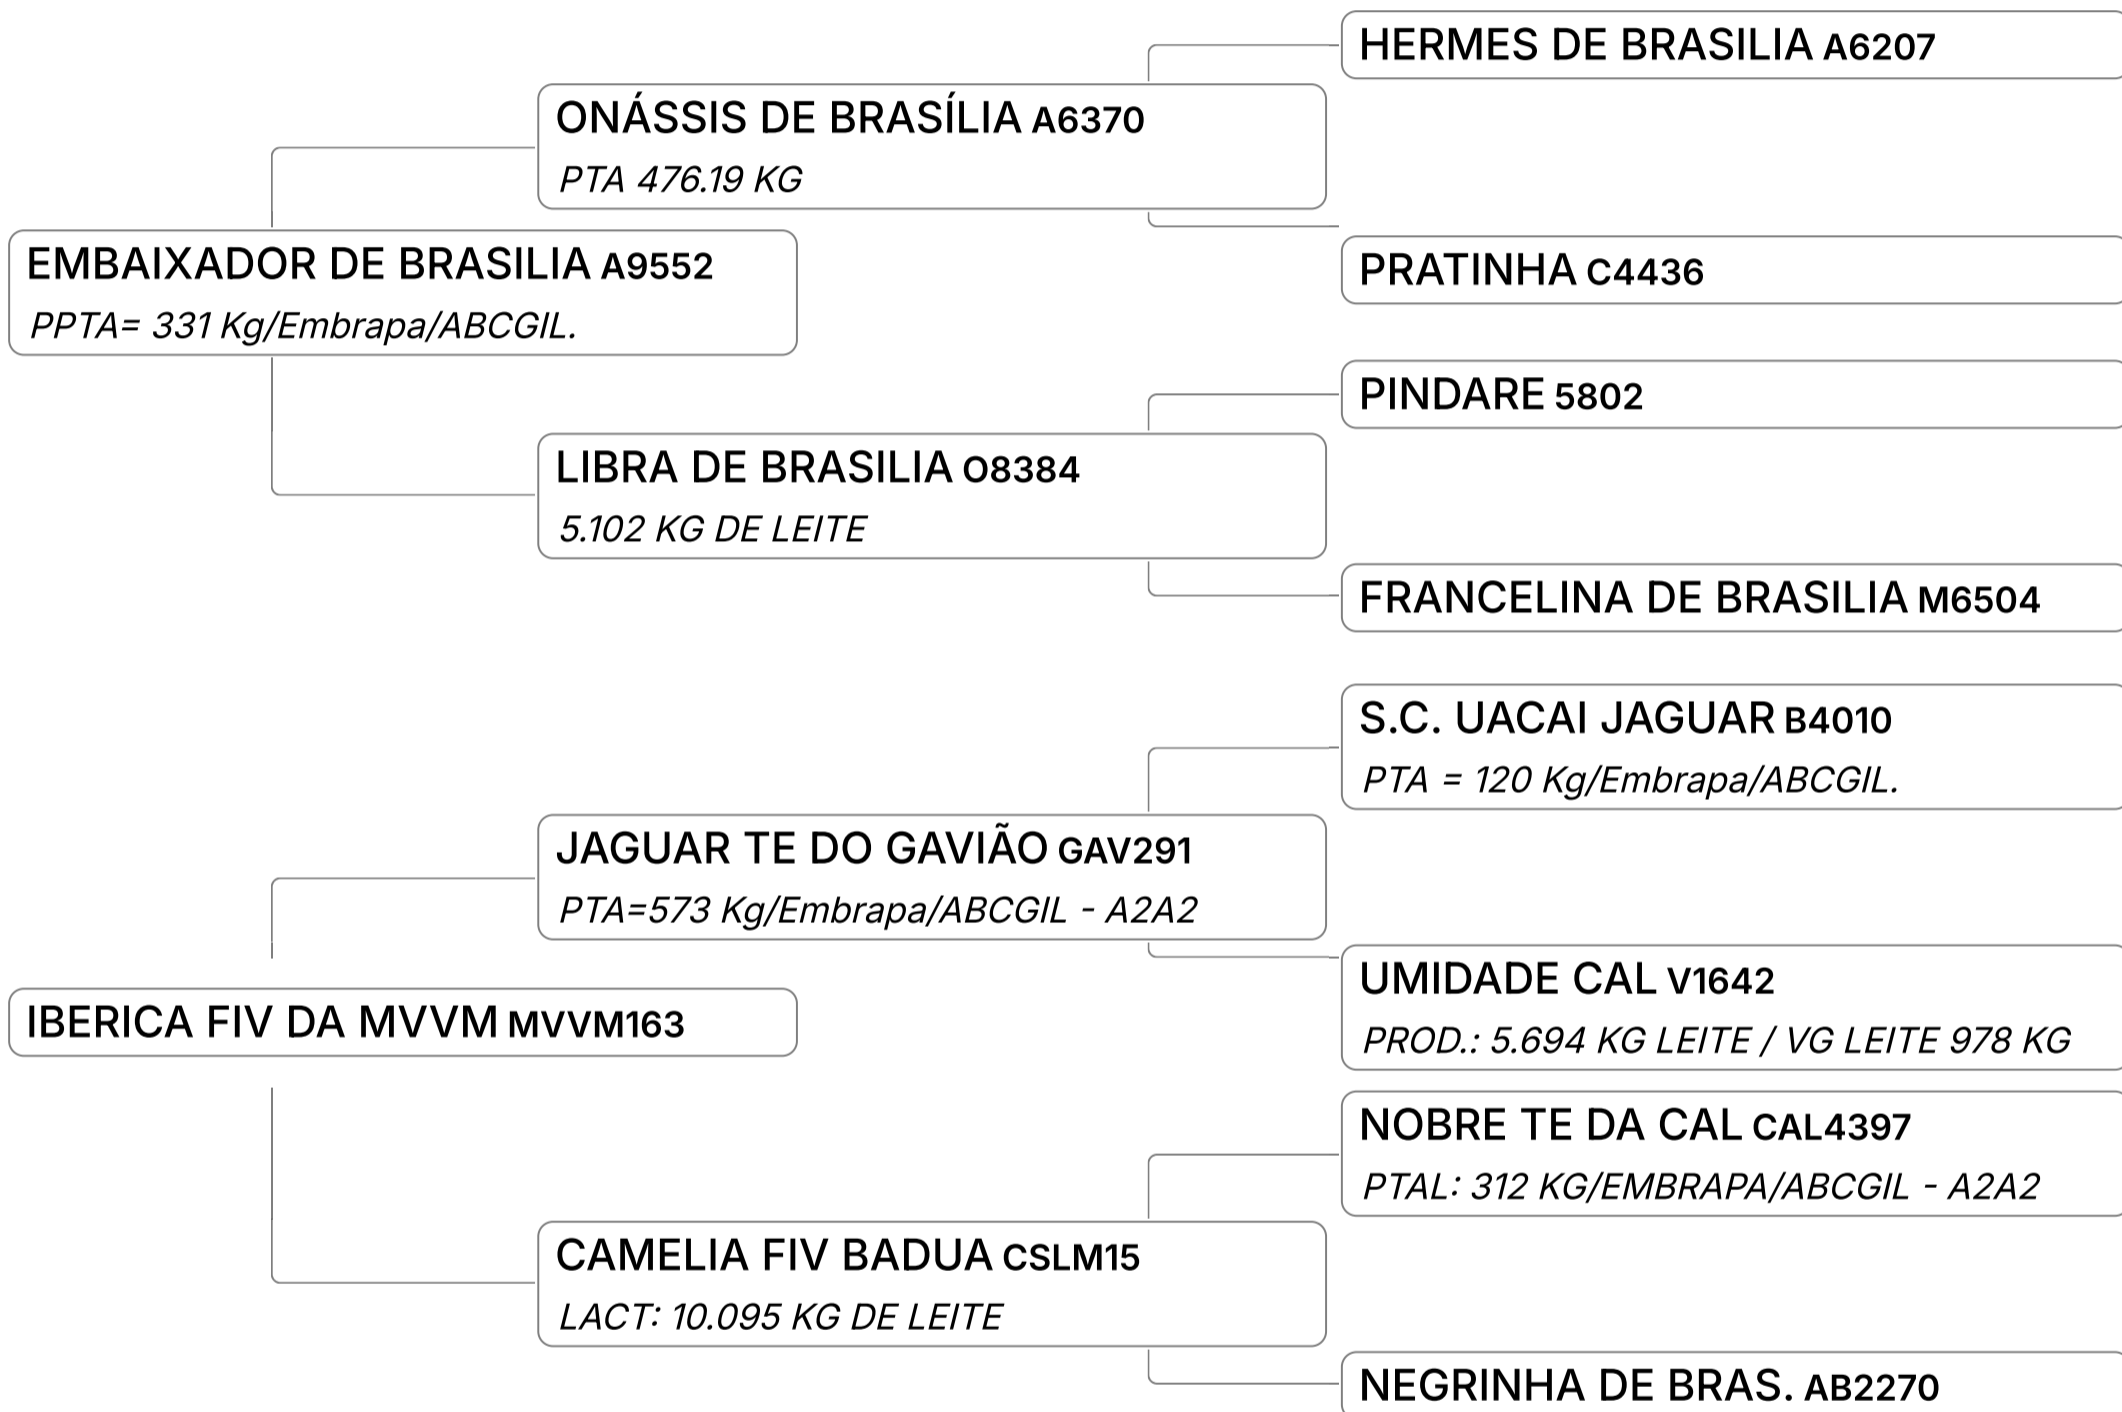 HERMES DE BRASILIA A6207
ONÁSSIS DE BRASÍLIA A6370
PTA 476.19 KG
EMBAIXADOR DE BRASILIA A9552
PPTA= 331 Kg/Embrapa/ABCGIL.
PRATINHA C4436
PINDARE 5802
LIBRA DE BRASILIA O8384
5.102 KG DE LEITE
FRANCELINA DE BRASILIA M6504
S.C. UACAI JAGUAR B4010
PTA = 120 Kg/Embrapa/ABCGIL.
JAGUAR TE DO GAVIÃO GAV291
PTA=573 Kg/Embrapa/ABCGIL - A2A2
UMIDADE CAL V1642
PROD.: 5.694 KG LEITE / VG LEITE 978 KG
IBERICA FIV DA MVVM MVVM163
NOBRE TE DA CAL CAL4397
PTAL: 312 KG/EMBRAPA/ABCGIL - A2A2
CAMELIA FIV BADUA CSLM15
LACT: 10.095 KG DE LEITE
NEGRINHA DE BRAS. AB2270